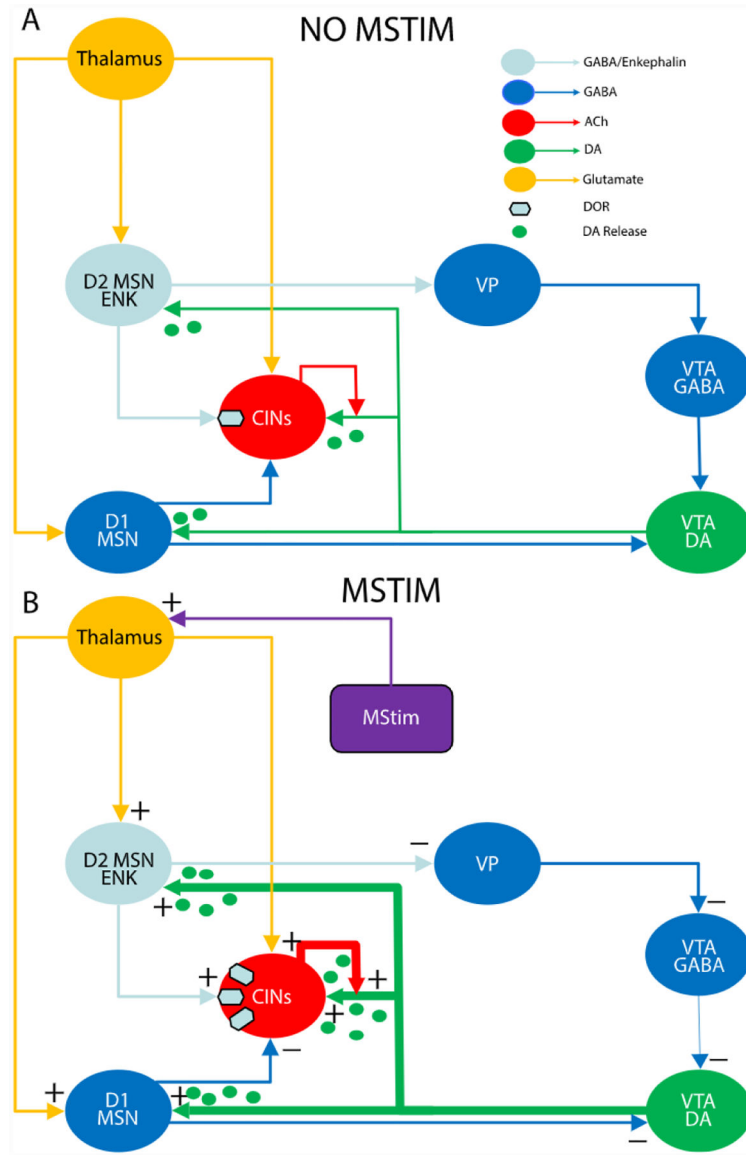 A
NO MSTIM
Thalamus
GABA/Enkephalin
GABA
ACh
DA
Glutamate
DOR
DA Release
D2 MSN
ENK
VP
VTA
GABA
CINs
D1
MSN
VTA
DA
B
MSTIM
+
Thalamus
MStim
+
D2 MSN
ENK
−
VP
+
−
VTA
GABA
+
+
CINs
+
+
−
−
+
D1
MSN
+
VTA
DA
−